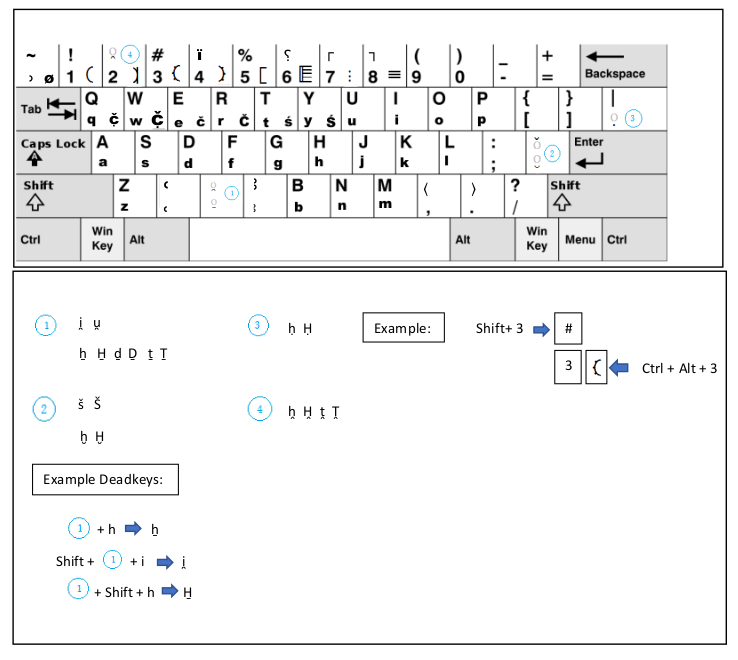 ~ ! 4 # ï % ʕ ⌜ ⌝ ( ) _ +
› ø 1 ( 2 ) 3 { 4 } 5 [ 6 7 ⋮ 8 ≡ 9 0 - = Backspace
Tab Q W E R T Y U I O P { } |
q č w Č̣ e č r Č t ś y Ś u i o p [ ] 3
Caps Lock A S D F G H J K L : Enter
a s d f g h j k l ; 2
Shift Z 1 B N M 〈 〉 ? Shift
z b n m , . /
Ctrl Win Key Alt Alt Win Key Menu Ctrl
1 i̯ u̯ 3 ḥ Ḥ Example: Shift+ 3 #
ẖ H̱ ḏ Ḏ ṯ Ṯ 3 { Ctrl + Alt + 3
2 š Š 4 h̭ H̭ ṱ Ṱ
ḫ Ḫ
Example Deadkeys:
1 + h ẖ
Shift + 1 + i i̯
1 + Shift + h H̱